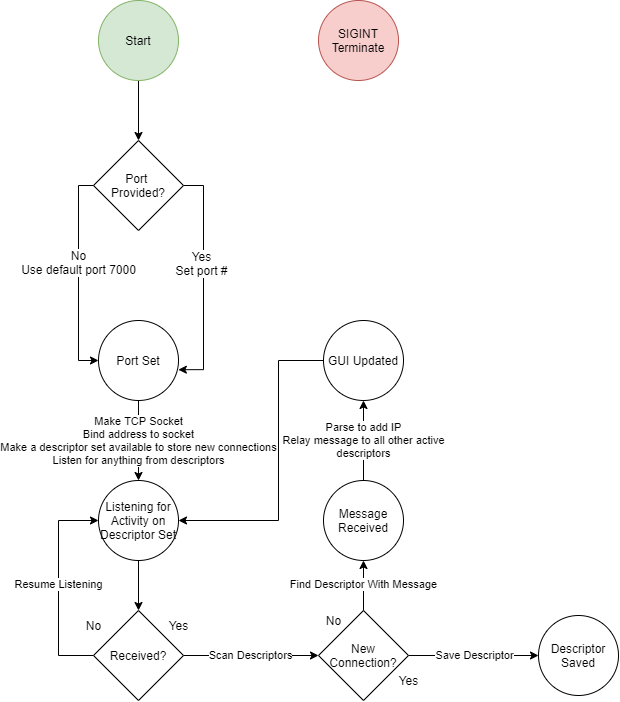 Start
SIGINT
Terminate
Port
Provided?
No
Use default port 7000
Yes
Set port #
Port Set
GUI Updated
Make TCP Socket
Bind address to socket
Make a descriptor set available to store new connections
Listen for anything from descriptors
Parse to add IP
Relay message to all other active
descriptors
Listening for
Activity on
Descriptor Set
Message
Received
Resume Listening
Find Descriptor With Message
No
Yes
No
Received?
Scan Descriptors
New
Connection?
Save Descriptor
Descriptor
Saved
Yes